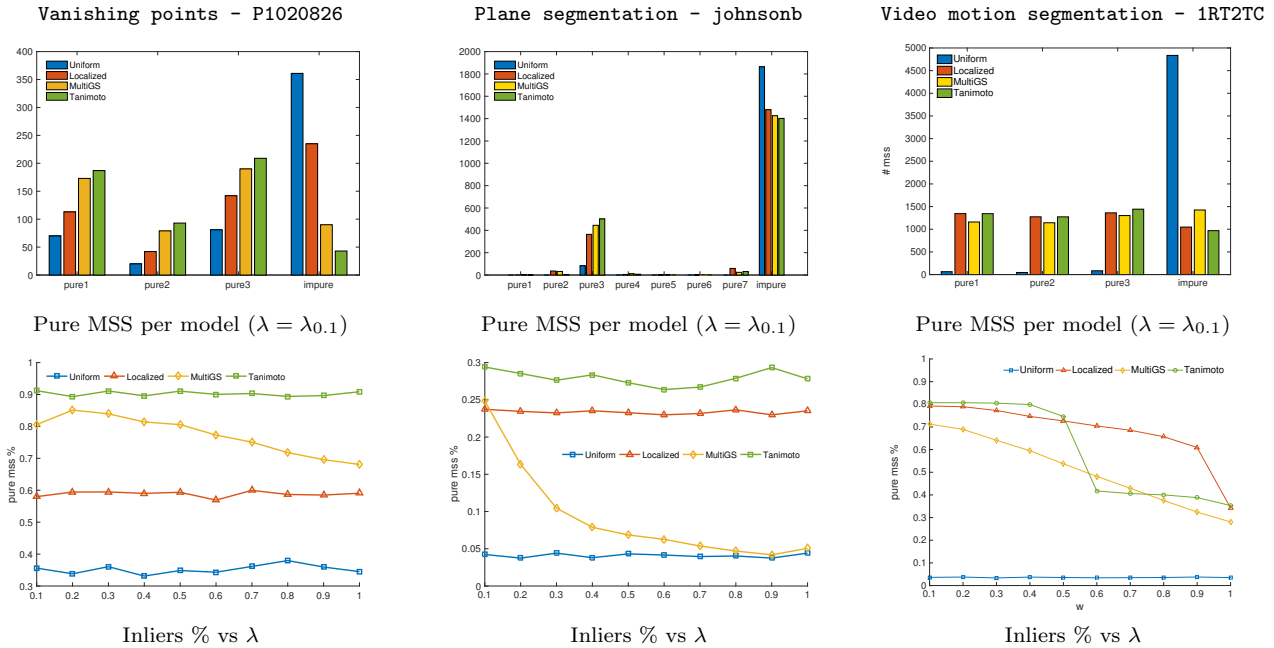 Vanishing points - P1020826
Plane segmentation - johnsonb
Video motion segmentation - 1RT2TC
400
350
300
250
200
150
100
50
0
Uniform
Localized
MultiGS
Tanimoto
pure1 pure2 pure3 impure
2000
1800
1600
1400
1200
1000
800
600
400
200
0
Uniform
Localized
MultiGS
Tanimoto
pure1 pure2 pure3 pure4 pure5 pure6 pure7 impure
5000
4500
4000
3500
3000
2500
2000
1500
1000
500
0
# mss
Uniform
Localized
MultiGS
Tanimoto
pure1 pure2 pure3 impure
Pure MSS per model (λ = λ0.1)
Pure MSS per model (λ = λ0.1)
Pure MSS per model (λ = λ0.1)
1
0.9
0.8
0.7
0.6
0.5
0.4
0.3
pure mss %
Uniform Localized MultiGS Tanimoto
0.1 0.2 0.3 0.4 0.5 0.6 0.7 0.8 0.9 1
0.3
0.25
0.2
0.15
0.1
0.05
0
pure mss %
Uniform Localized MultiGS Tanimoto
0.1 0.2 0.3 0.4 0.5 0.6 0.7 0.8 0.9 1
1
0.9
0.8
0.7
0.6
0.5
0.4
0.3
0.2
0.1
0
pure mss %
Uniform Localized MultiGS Tanimoto
0.1 0.2 0.3 0.4 0.5 0.6 0.7 0.8 0.9 1
w
Inliers % vs λ
Inliers % vs λ
Inliers % vs λ